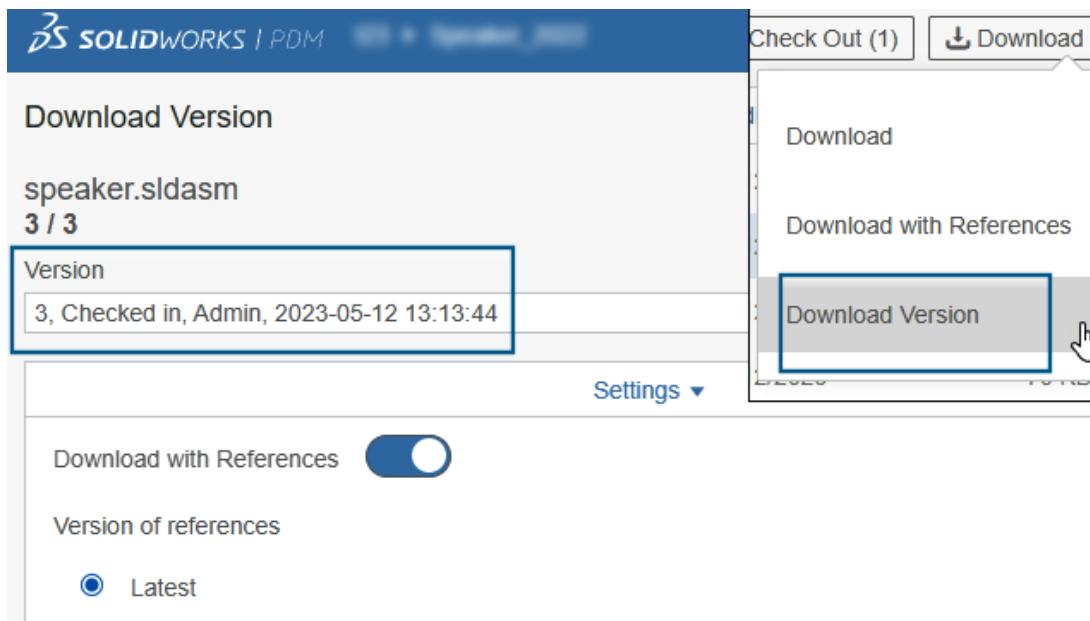 SOLIDWORKS | PDM
Download Version
speaker.sldasm
3 / 3
Version
3, Checked in, Admin, 2023-05-12 13:13:44
Settings
Download with References
Version of references
Latest
Check Out (1)
Download
Download
Download with References
Download Version